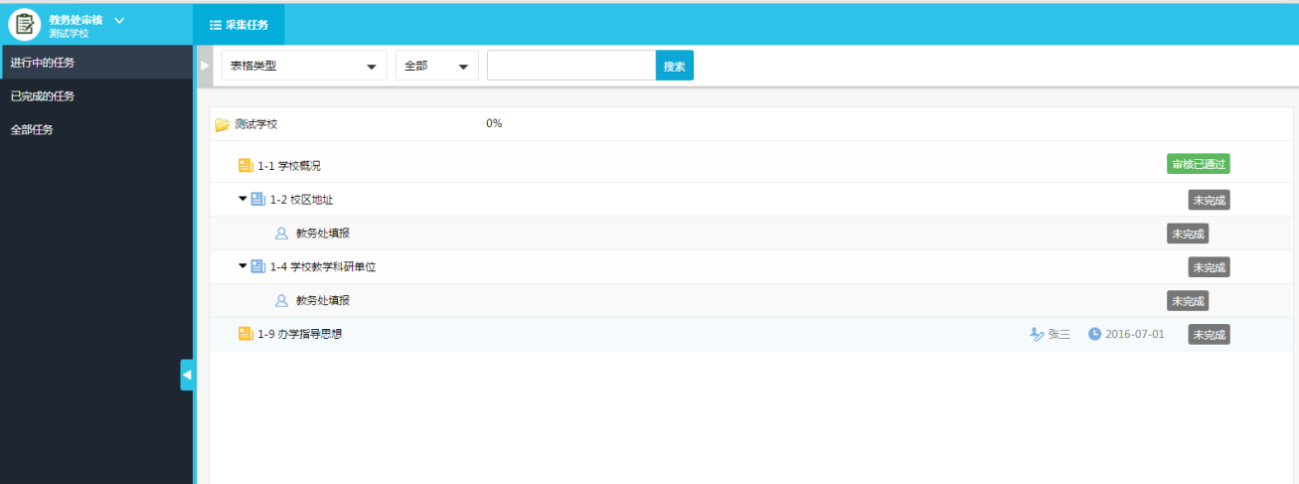 教务处审核
测试学校
采集任务
进行中的任务
已完成的任务
全部任务
表格类型 全部 搜索
测试学校 0%
1-1 学校概况 审核已通过
1-2 校区地址 未完成
教务处填报 未完成
1-4 学校教学科研单位 未完成
教务处填报 未完成
1-9 办学指导思想 张三 2016-07-01 未完成